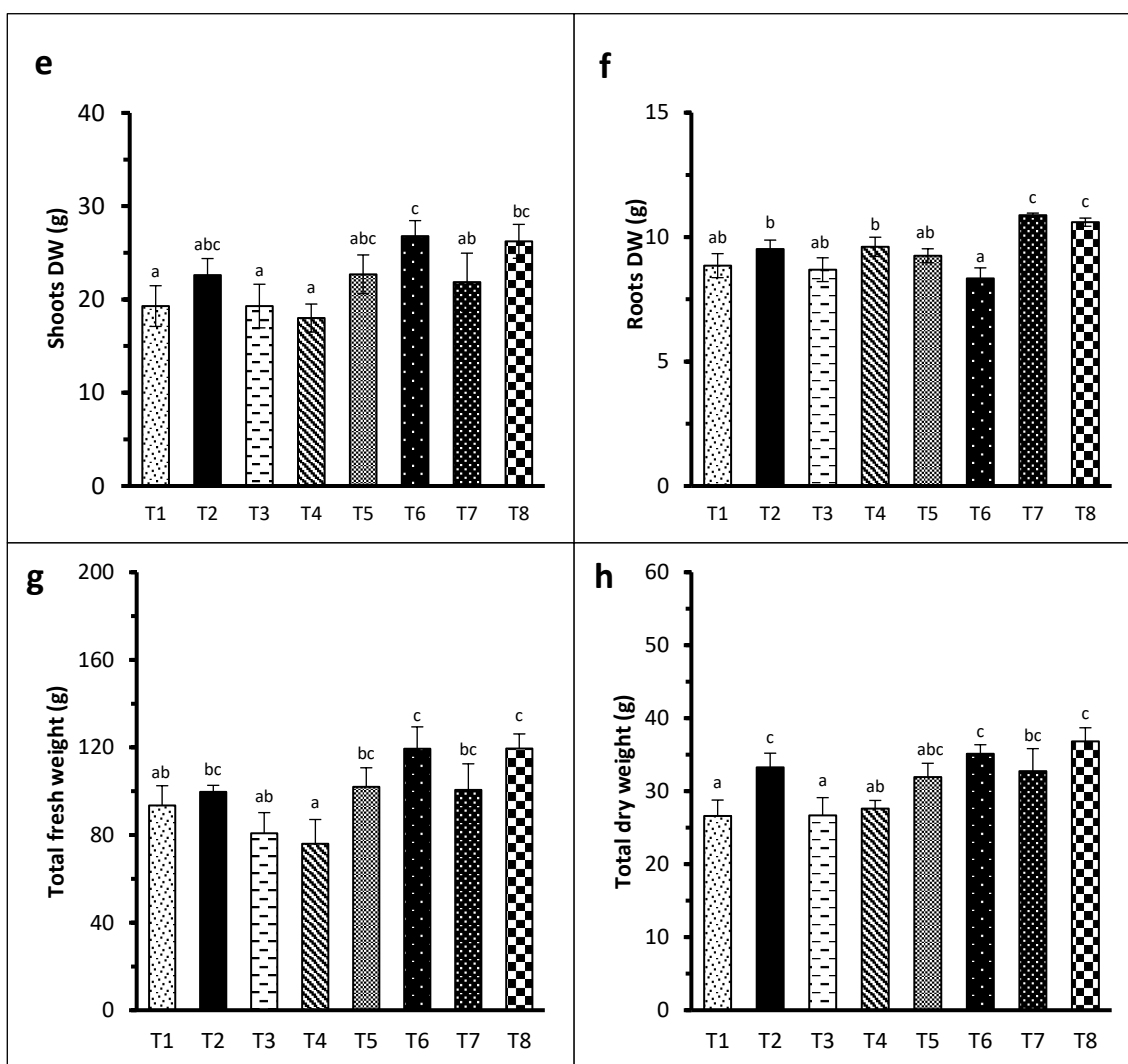 e
40
30
20
10
0
Shoots DW (g)
a
abc
a
a
abc
c
ab
bc
T1 T2 T3 T4 T5 T6 T7 T8
f
15
10
5
0
Roots DW (g)
ab
b
ab
b
ab
a
c
c
T1 T2 T3 T4 T5 T6 T7 T8
g
200
160
120
80
40
0
Total fresh weight (g)
ab
bc
ab
a
bc
c
bc
c
T1 T2 T3 T4 T5 T6 T7 T8
h
60
50
40
30
20
10
0
Total dry weight (g)
a
c
a
ab
abc
c
bc
c
T1 T2 T3 T4 T5 T6 T7 T8